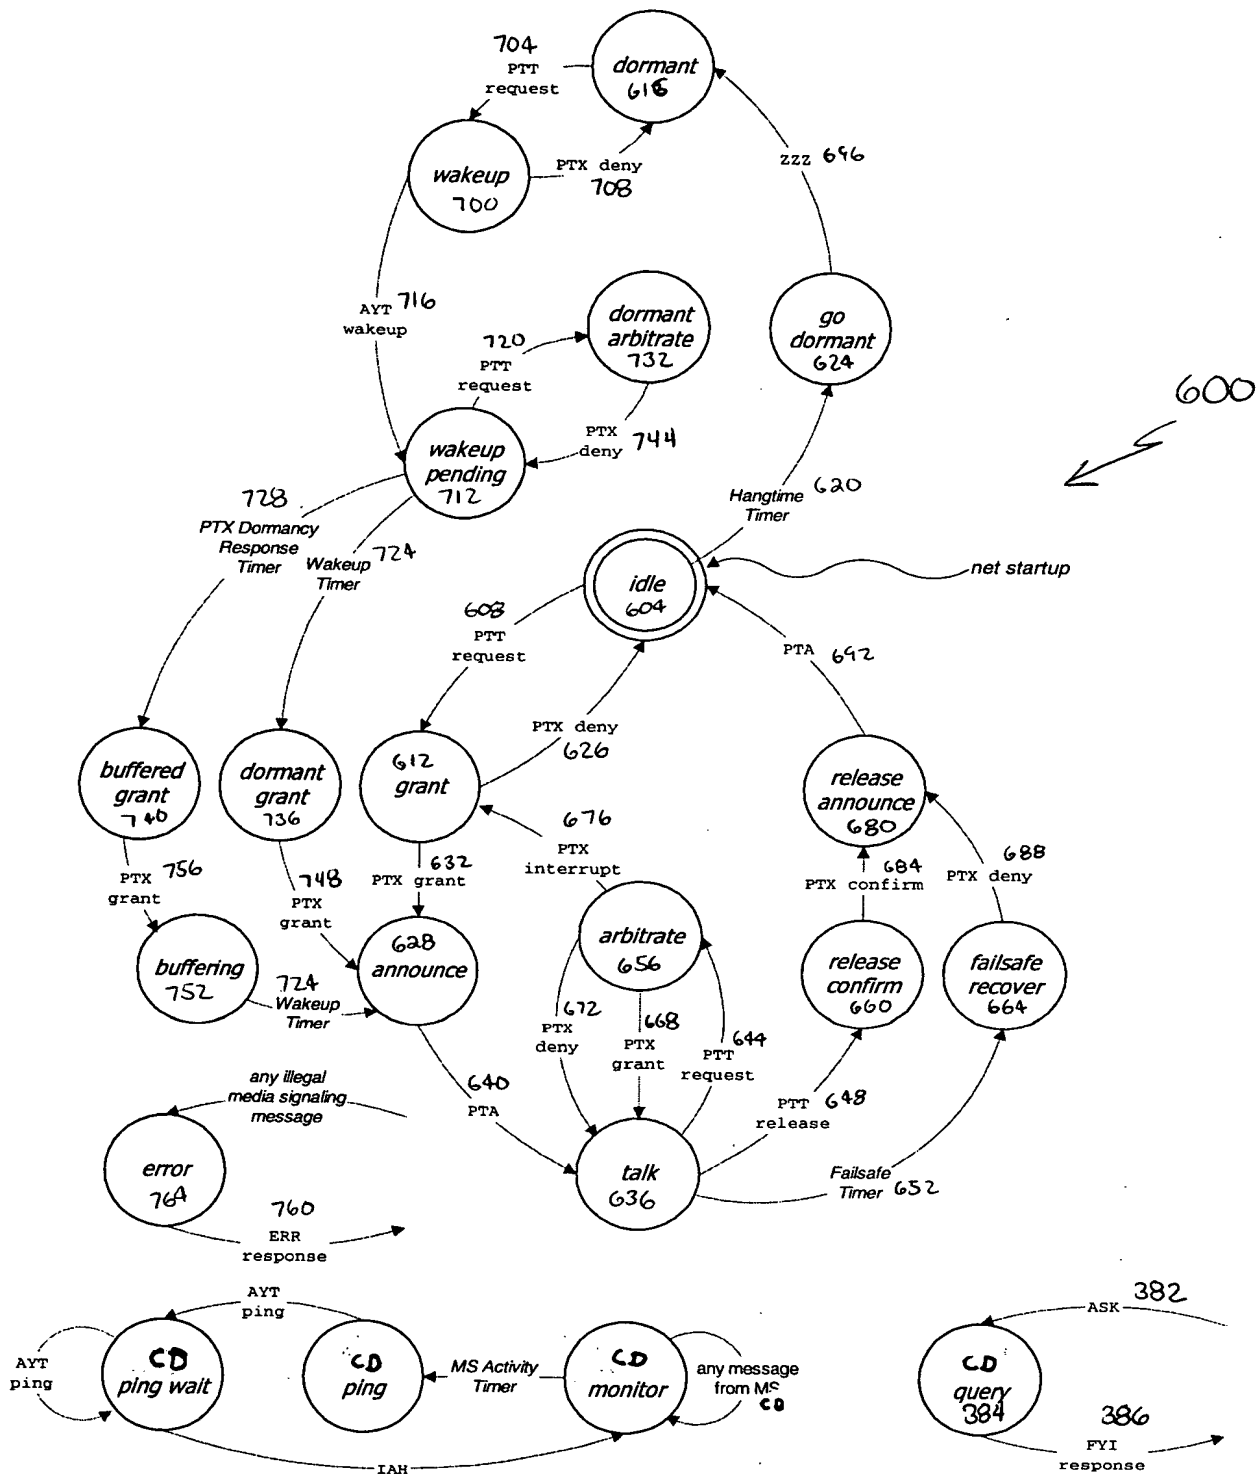 704
PTT
request
dormant
616
wakeup
700
PTX deny
708
ZZZ 696
AYT 716
wakeup
720
PTT
request
dormant
arbitrate
732
go
dormant
624
600
PTX
deny 744
wakeup
pending
712
Hangtime 620
Timer
728
PTX Dormancy
Response
Timer
Wakeup 724
Timer
idle
604
net startup
608
PTT
request
PTA 692
PTX deny
626
buffered
grant
740
dormant
grant
736
612
grant
release
announce
680
676
PTX
interrupt
PTX 756
grant
748
PTX
grant
632
PTX grant
684
PTX confirm
688
PTX deny
buffering
752
724
Wakeup
Timer
628
announce
arbitrate
656
release
confirm
660
failsafe
recover
664
672
PTX
deny
668
PTX
grant
644
PTT
request
any illegal
media signaling
message
640
PTA
PTT 648
release
error
764
talk
636
Failsafe
Timer 652
760
ERR
response
AYT
ping
ASK 382
AYT
ping
CD
ping wait
CD
ping
MS Activity
Timer
CD
monitor
any message
from MS
CD
CD
query
384
386
FYI
response
IAH